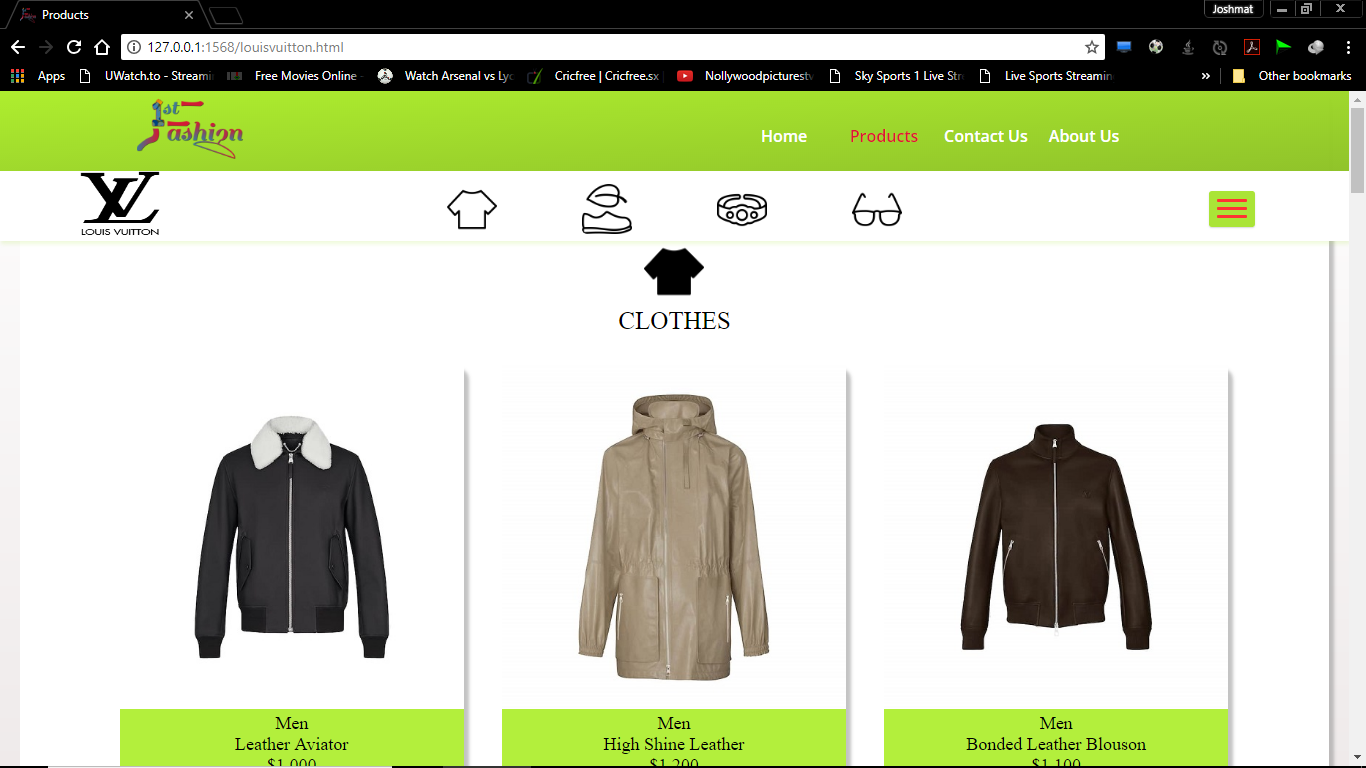 Products
Joshmat
127.0.0.1:1568/louisvuitton.html
Apps
UWatch.to - Streami
Free Movies Online -
Watch Arsenal vs Lyc
Cricfree | Cricfree.sx
Nollywoodpicturestv
Sky Sports 1 Live Stre
Live Sports Streamin
»
Other bookmarks
1st Fashion
Home
Products
Contact Us
About Us
LV
LOUIS VUITTON
CLOTHES
Men
Leather Aviator
$1,000
Men
High Shine Leather
$1,200
Men
Bonded Leather Blouson
$1,100